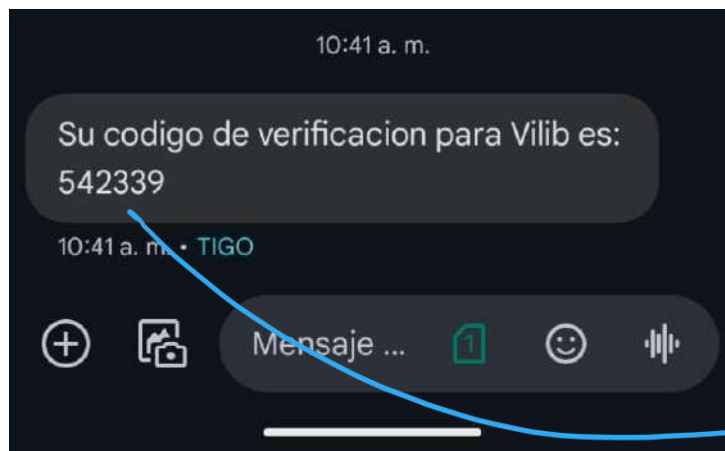 10:41 a. m.
Su codigo de verificacion para Vilib es:
542339
10:41 a. m. • TIGO
Mensaje ...
1